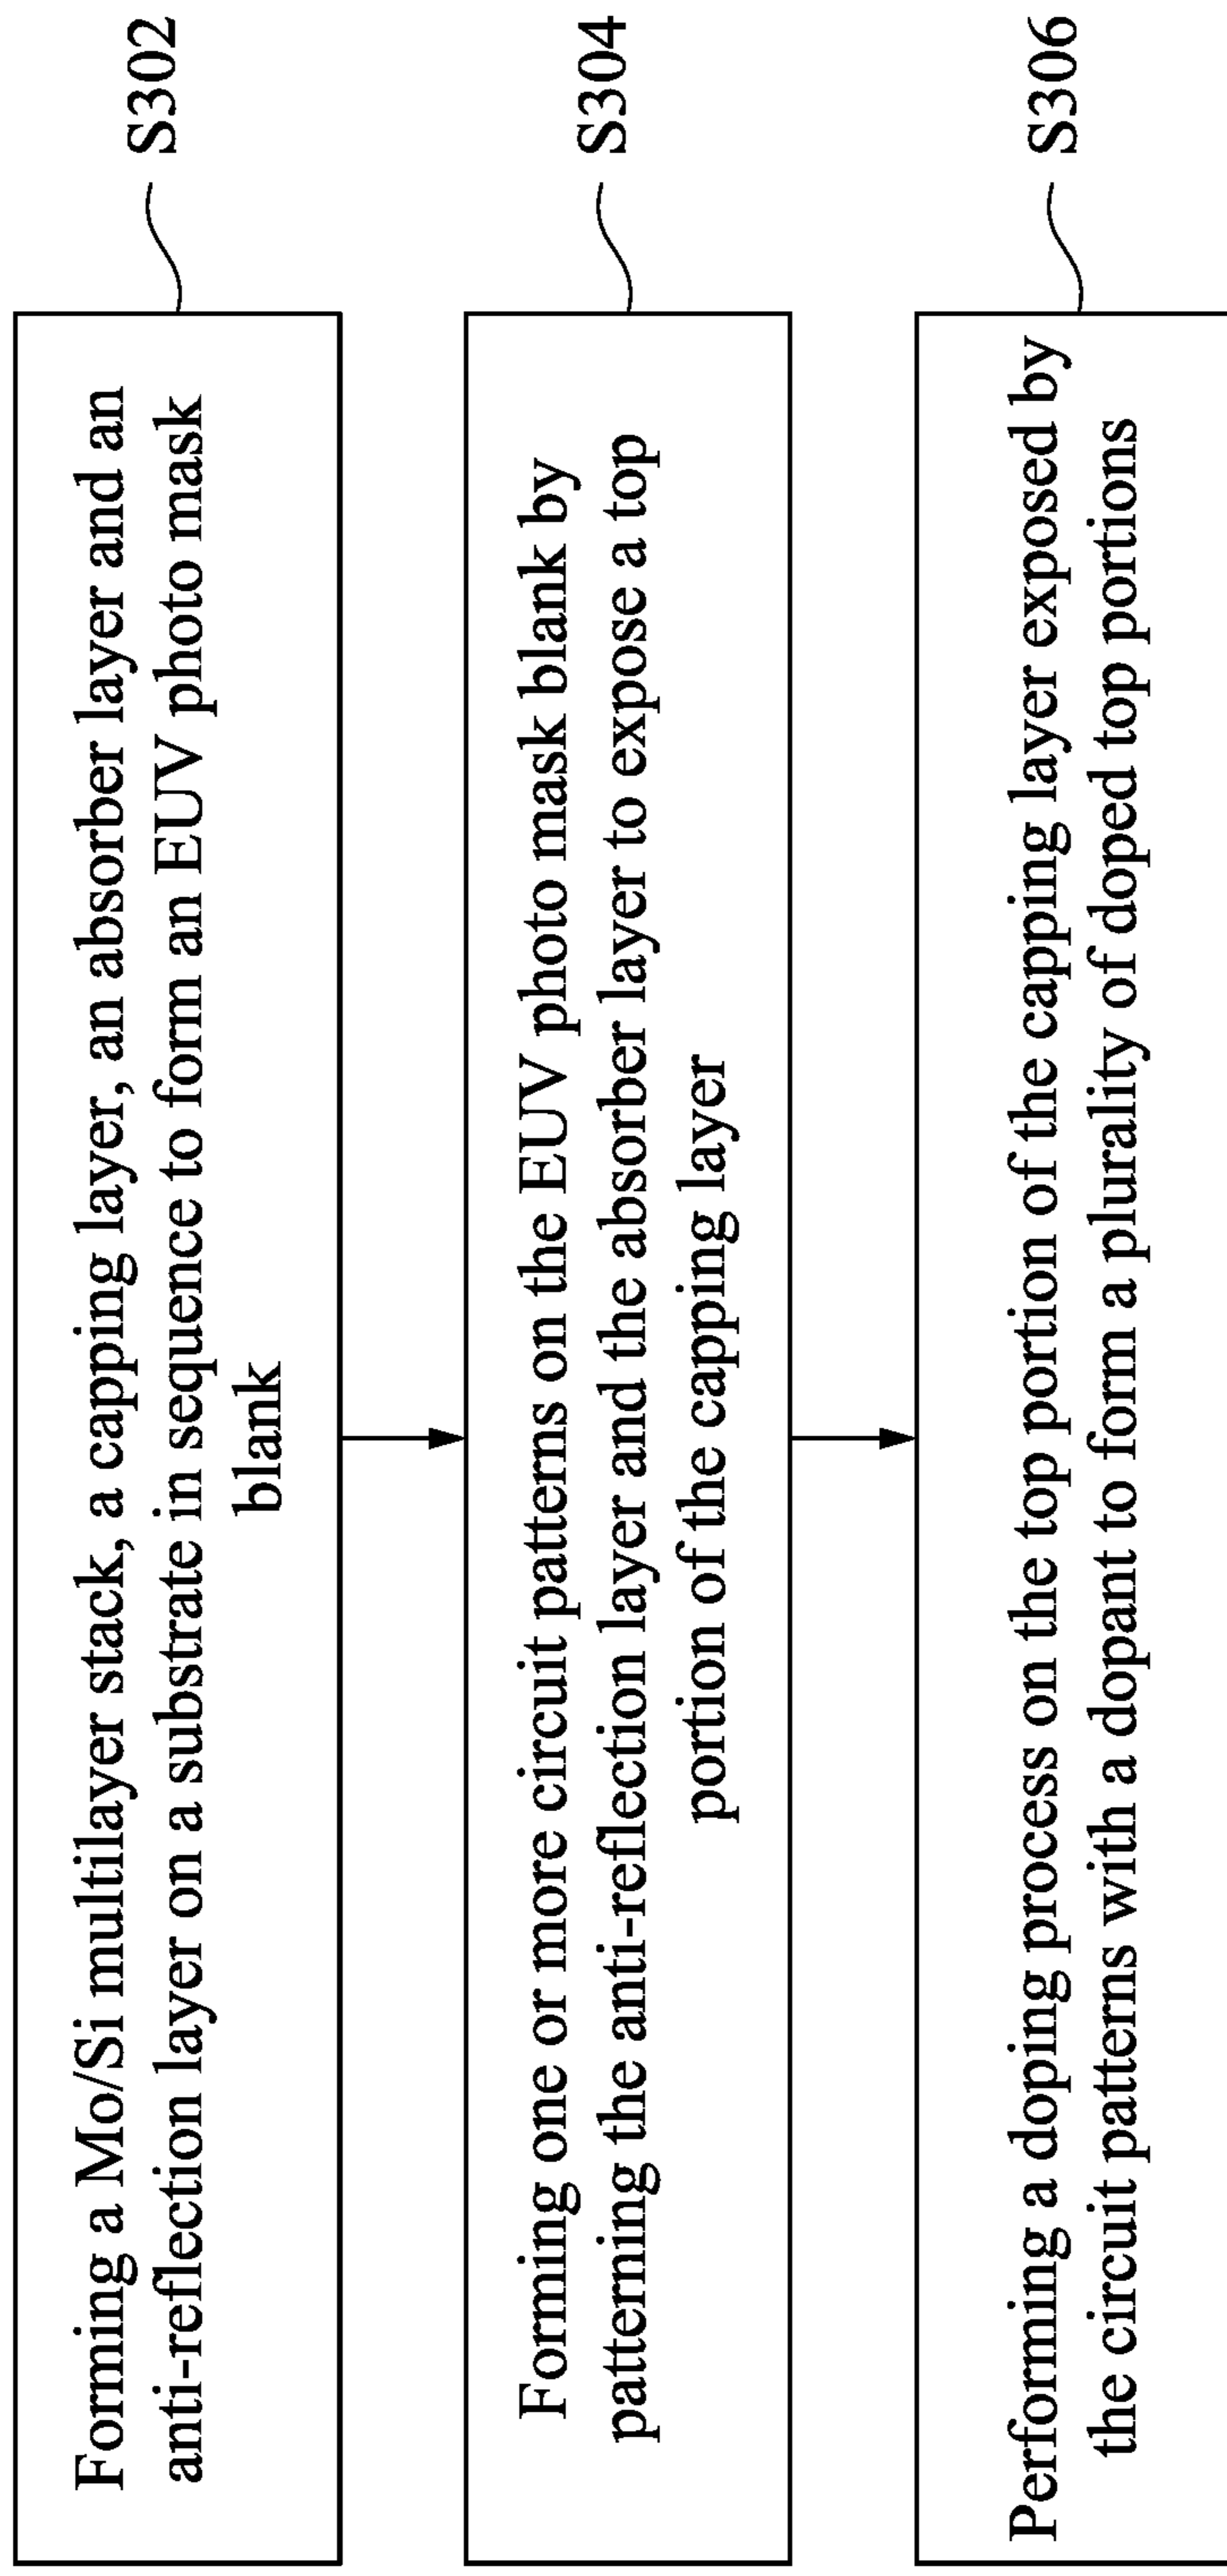 Forming a Mo/Si multilayer stack, a capping layer, an absorber layer and an
anti-reflection layer on a substrate in sequence to form an EUV photo mask
blank
S302
Forming one or more circuit patterns on the EUV photo mask blank by
patterning the anti-reflection layer and the absorber layer to expose a top
portion of the capping layer
S304
Performing a doping process on the top portion of the capping layer exposed by
the circuit patterns with a dopant to form a plurality of doped top portions
S306